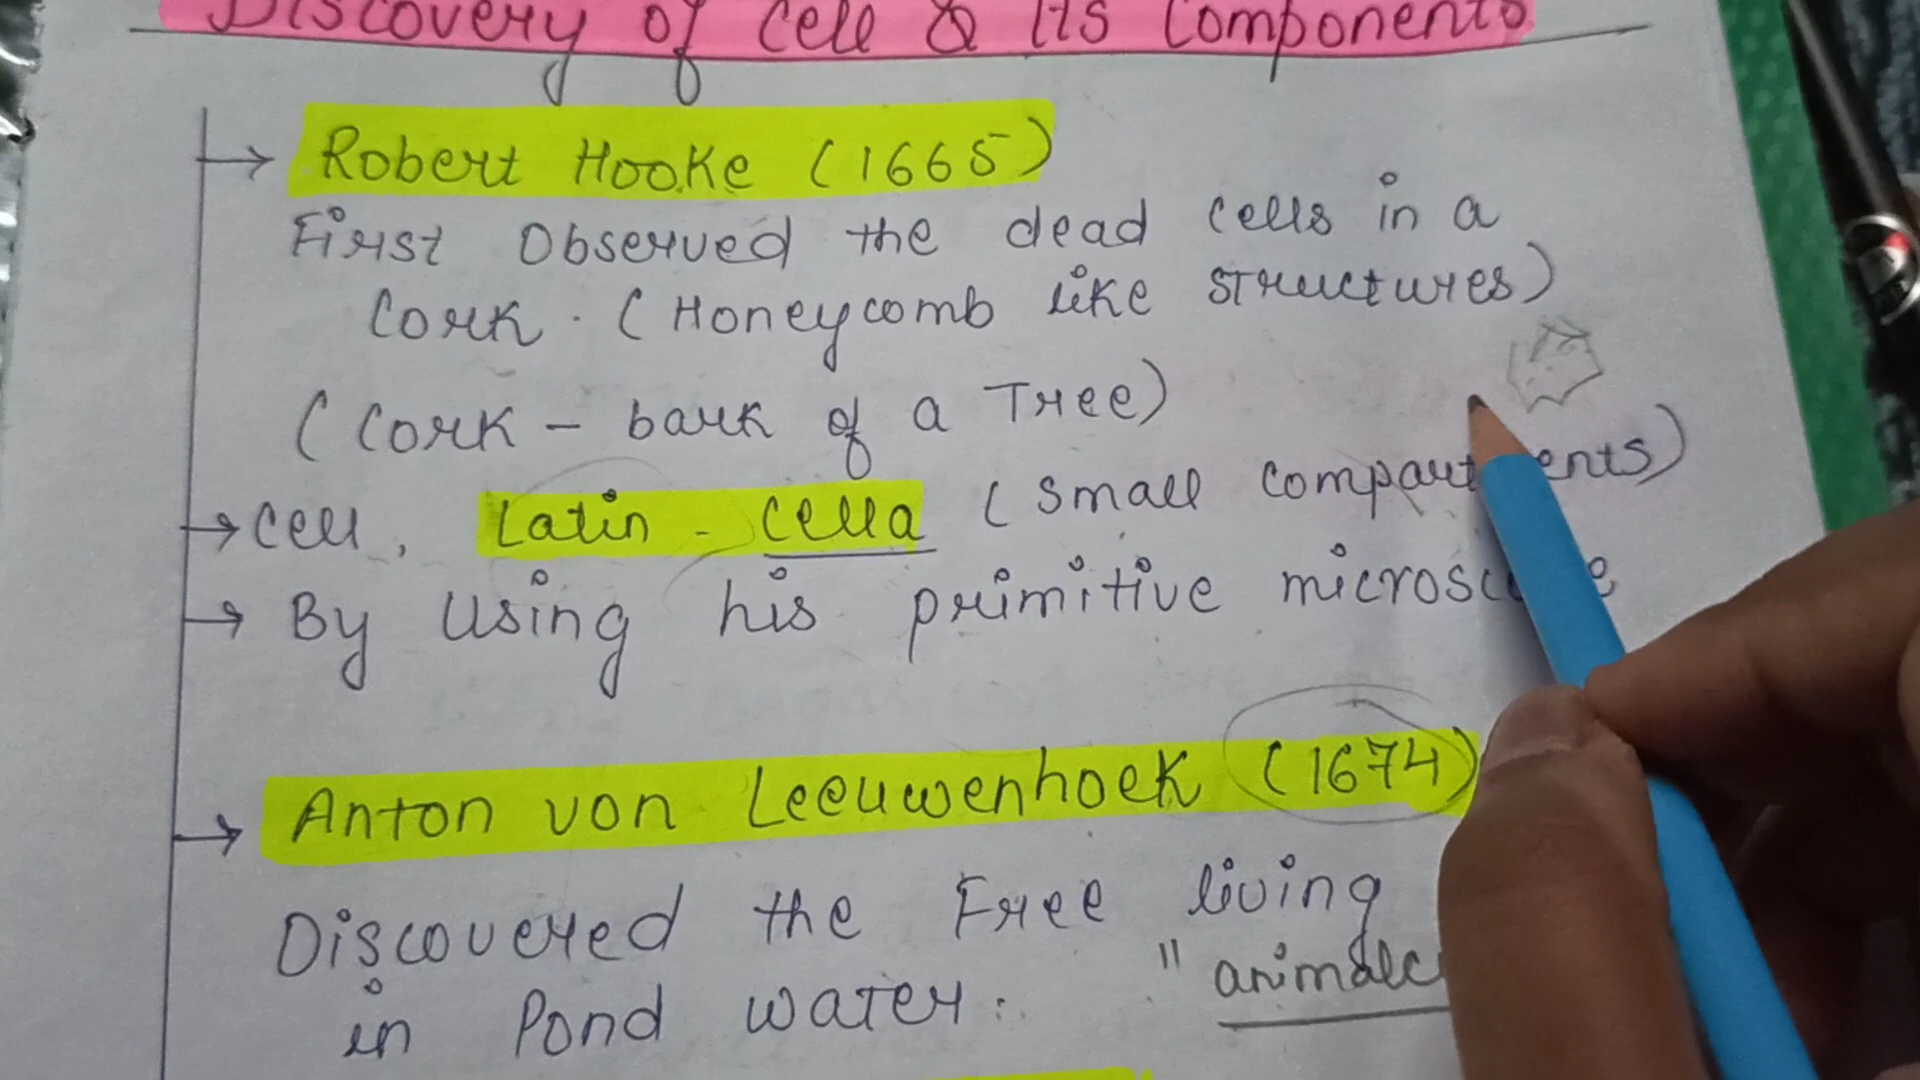 Discovery of Cell & Its Components
→ Robert Hooke (1665)
First Observed the dead cells in a
Cork. (Honeycomb like structures)
(Cork - bark of a Tree)
→ Cell, Latin - Cella (Small
→ By using his primitive
→ Anton von Leeuwenhoek (1674)
Discovered the Free living
in Pond water.